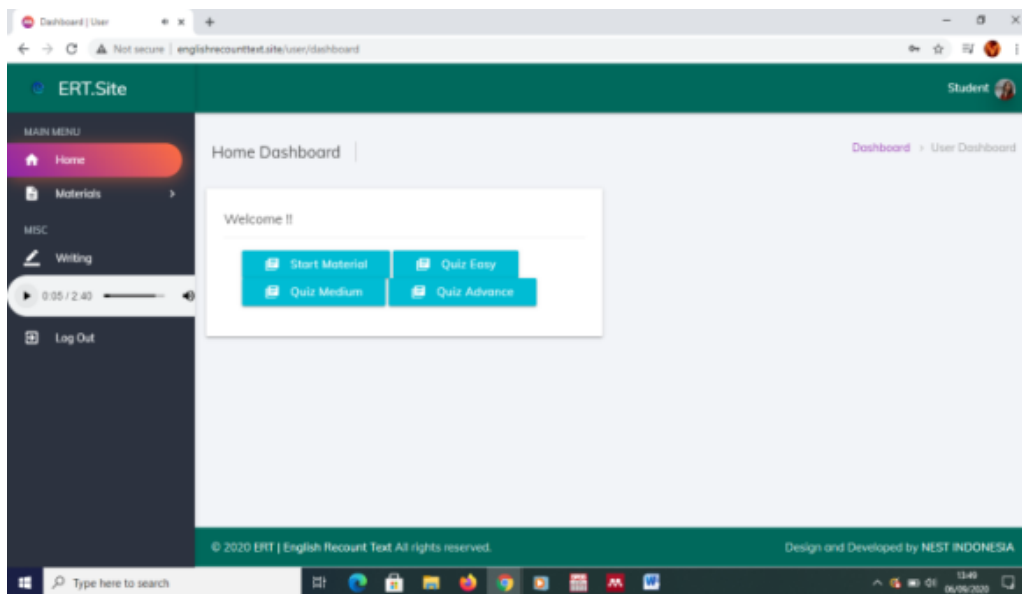 Dashboard | User
Not secure | englishrecounttext.site/user/dashboard
ERT.Site
Student
MAIN MENU
Home
Materials
MISC
Writing
0:05 / 2:40
Log Out
Home Dashboard
Dashboard > User Dashboard
Welcome !!
Start Material
Quiz Easy
Quiz Medium
Quiz Advance
© 2020 ERT | English Recount Text All rights reserved.
Design and Developed by NEST INDONESIA
Type here to search
13:49
06/09/2020